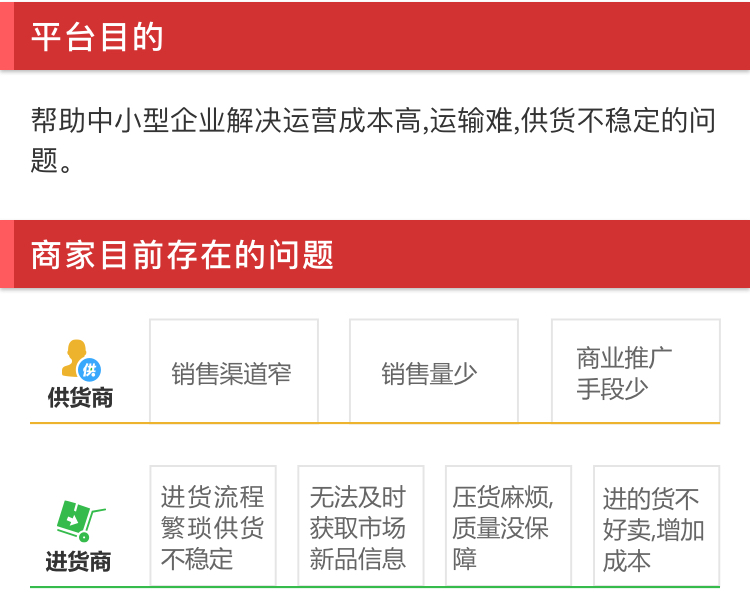 平台目的
帮助中小型企业解决运营成本高,运输难,供货不稳定的问
题。
商家目前存在的问题
供
供货商
销售渠道窄
销售量少
商业推广
手段少
进货商
进货流程
繁琐供货
不稳定
无法及时
获取市场
新品信息
压货麻烦,
质量没保
障
进的货不
好卖,增加
成本